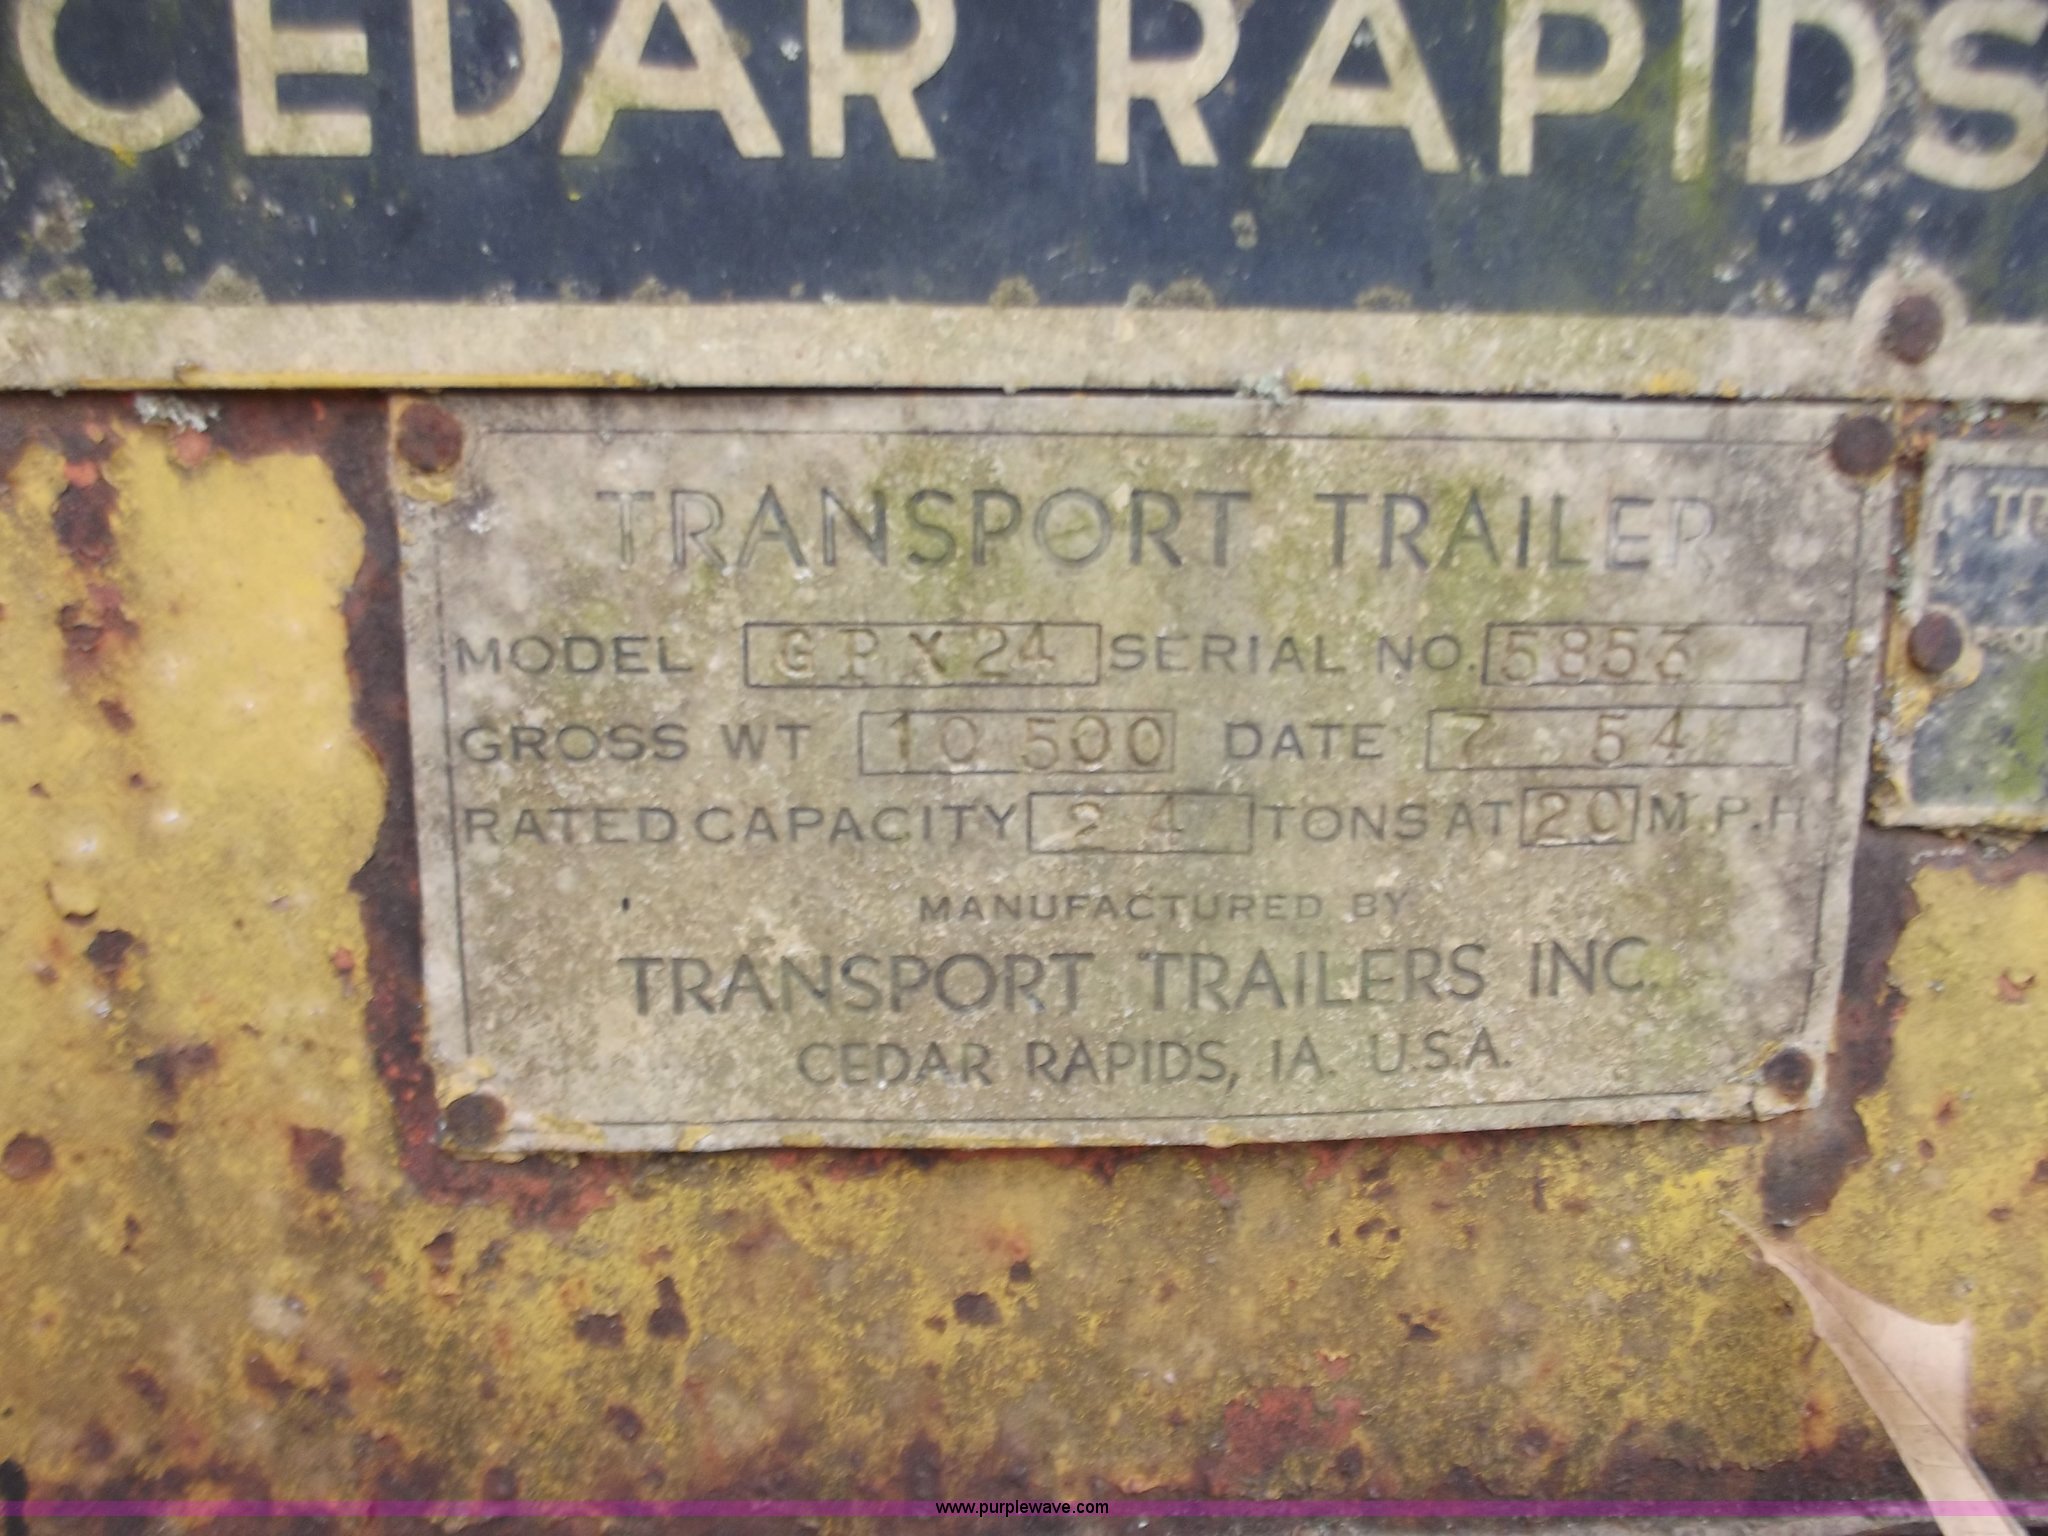 CEDAR RAPIDS
TRANSPORT TRAILER
MODEL GPX24 SERIAL NO. 5853
GROSS WT 10 500 DATE 7 54
RATED CAPACITY 24 TONS AT 20 M.P.H
MANUFACTURED BY
TRANSPORT TRAILERS INC.
CEDAR RAPIDS, IA. U.S.A.
www.purplewave.com